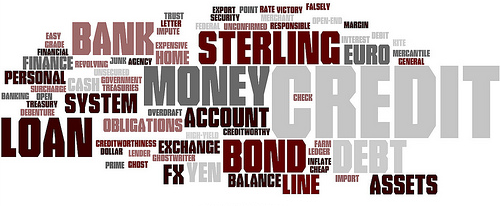 TRUST
LETTER
IMPUTE
EXPORT POINT RATE VICTORY FALSELY
SECURITY MERCHANT OPEN-END MARGIN
FEDERAL UNCONFIRMED RESPONSIBLE
EASY
GRADE
FINANCIAL
BANK
EXPENSIVE
HOME
STERLING
INTEREST DEBIT KITE
EURO
MERCANTILE
GENERAL
FINANCE
REVOLVING JUNK AGENCY
PERSONAL
UNSECURED
CASH
GOVERNMENT
TREASURIES
MONEY
CREDIT
SURCHARGE
BANKING OPEN
TREASURY
DEBENTURE
SYSTEM
OVERDRAFT
ACCOUNT
CHECK
LOAN
OBLIGATIONS
CREDITWORTHY
HIGH-YIELD
CREDITWORTHINESS
DOLLAR LENDER
EXCHANGE
GHOSTWRITER
PRIME GHOST
FX YEN
BOND
BALANCE LINE
FARM
LEDGER
INFLATE
CHEAP
DEBT
IMPORT
ASSETS